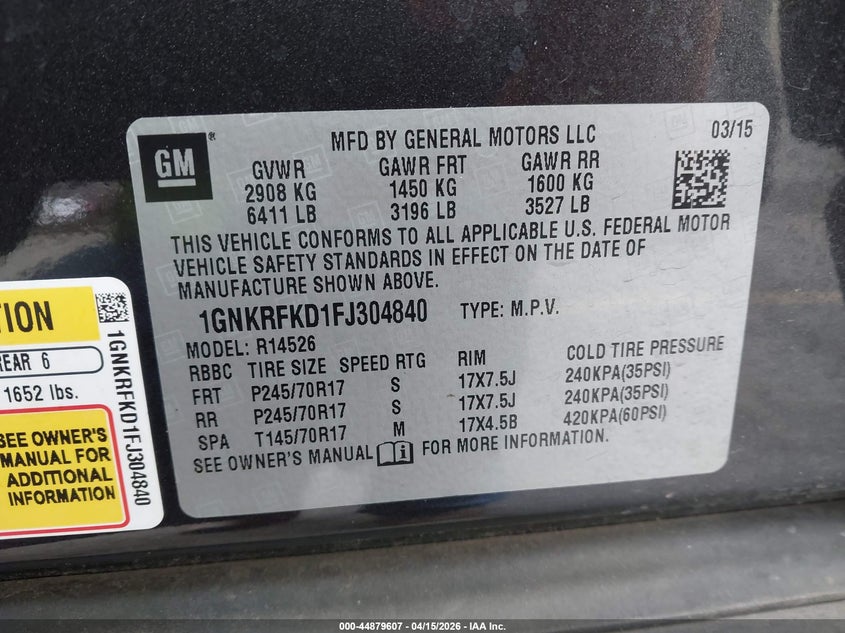 GM
MFD BY GENERAL MOTORS LLC
03/15
GVWR GAWR FRT GAWR RR
2908 KG 1450 KG 1600 KG
6411 LB 3196 LB 3527 LB
THIS VEHICLE CONFORMS TO ALL APPLICABLE U.S. FEDERAL MOTOR
VEHICLE SAFETY STANDARDS IN EFFECT ON THE DATE OF
MANUFACTURE SHOWN ABOVE.
1GNKRFKD1FJ304840 TYPE: M.P.V.
MODEL: R14526
RBBC TIRE SIZE SPEED RTG RIM COLD TIRE PRESSURE
FRT P245/70R17 S 17X7.5J 240KPA(35PSI)
RR P245/70R17 S 17X7.5J 240KPA(35PSI)
SPA T145/70R17 M 17X4.5B 420KPA(60PSI)
SEE OWNER'S MANUAL FOR MORE INFORMATION.
TION
REAR 6
1652 lbs.
SEE OWNER'S
MANUAL FOR
ADDITIONAL
INFORMATION
1GNKRFKD1FJ304840
000-44879607 - 04/15/2026 - IAA Inc.